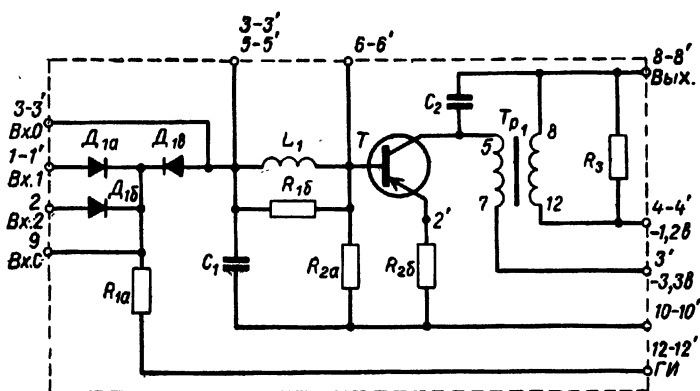 3-3'
5-5'
6-6'
8-8'
Вых.
3-3'
Вх.0
Д1а
Д1в
L1
T
C2
Тр1
5
8
R3
1-1'
Вх.1
2
Вх.2
Д1б
R1б
7
12
4-4'
-1,2в
9
Вх.С
R1а
C1
R2а
2'
R2б
3'
-3,3в
10-10'
12-12'
ГИ